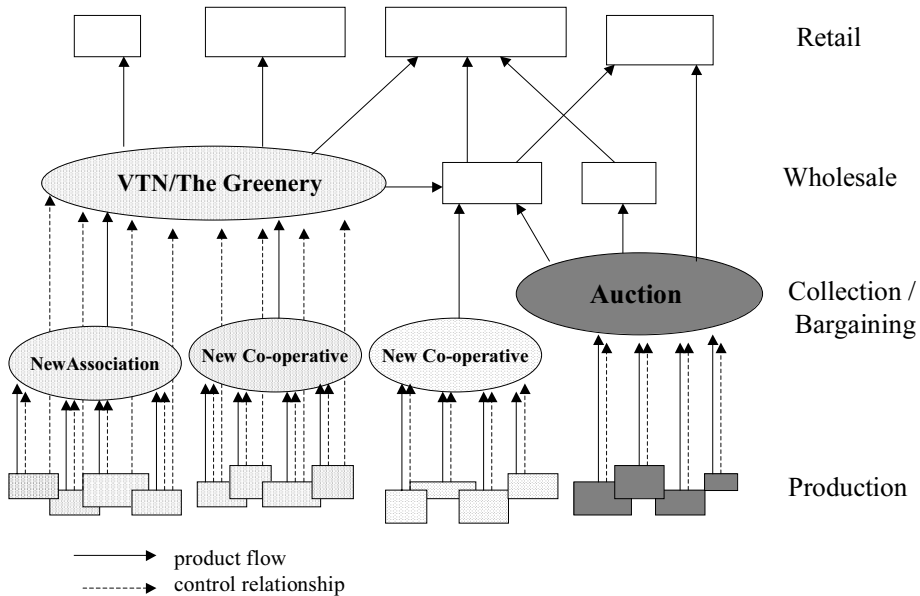 Retail
VTN/The Greenery
Wholesale
Auction
Collection /
Bargaining
NewAssociation
New Co-operative
New Co-operative
Production
product flow
control relationship